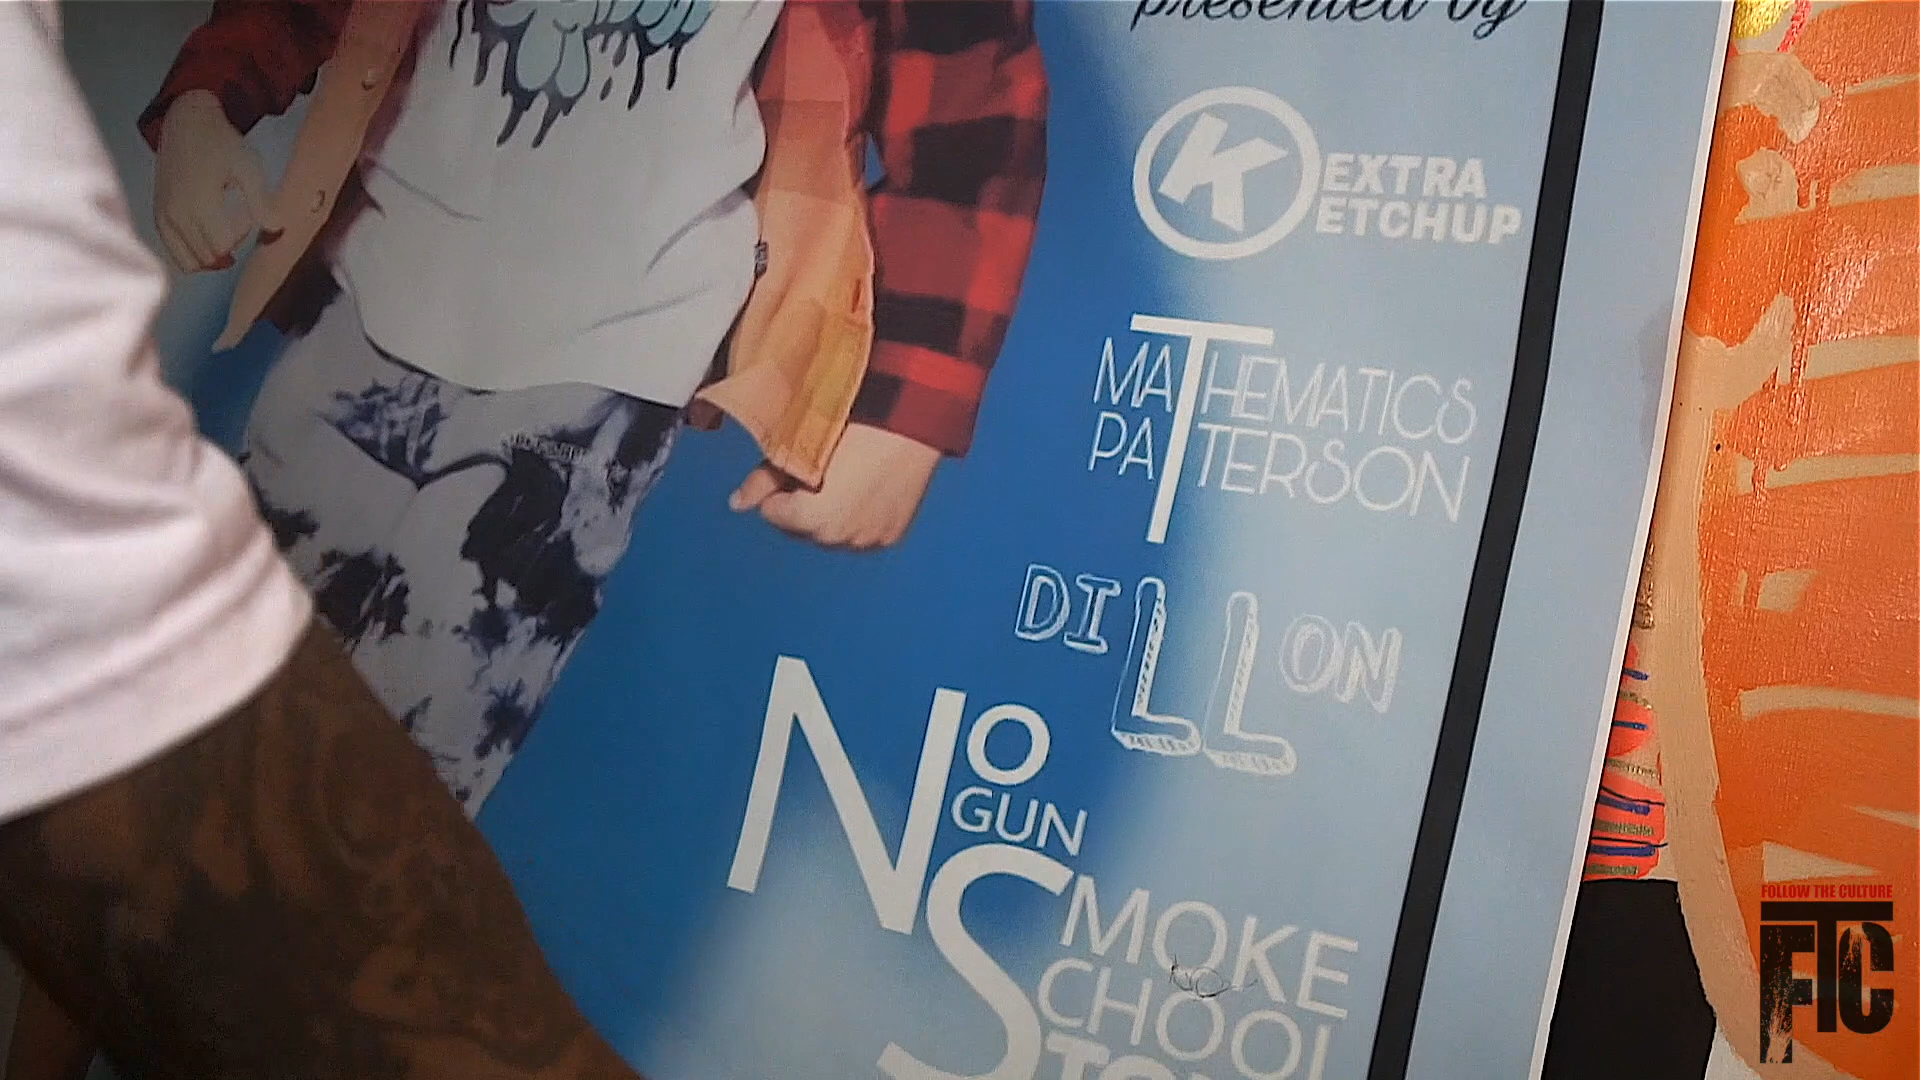 presented by
K EXTRA
KETCHUP
MATHEMATICS
PATTERSON
DILLON
NO
GUN
SMOKE
SCHOOL
FOLLOW THE CULTURE
FTC